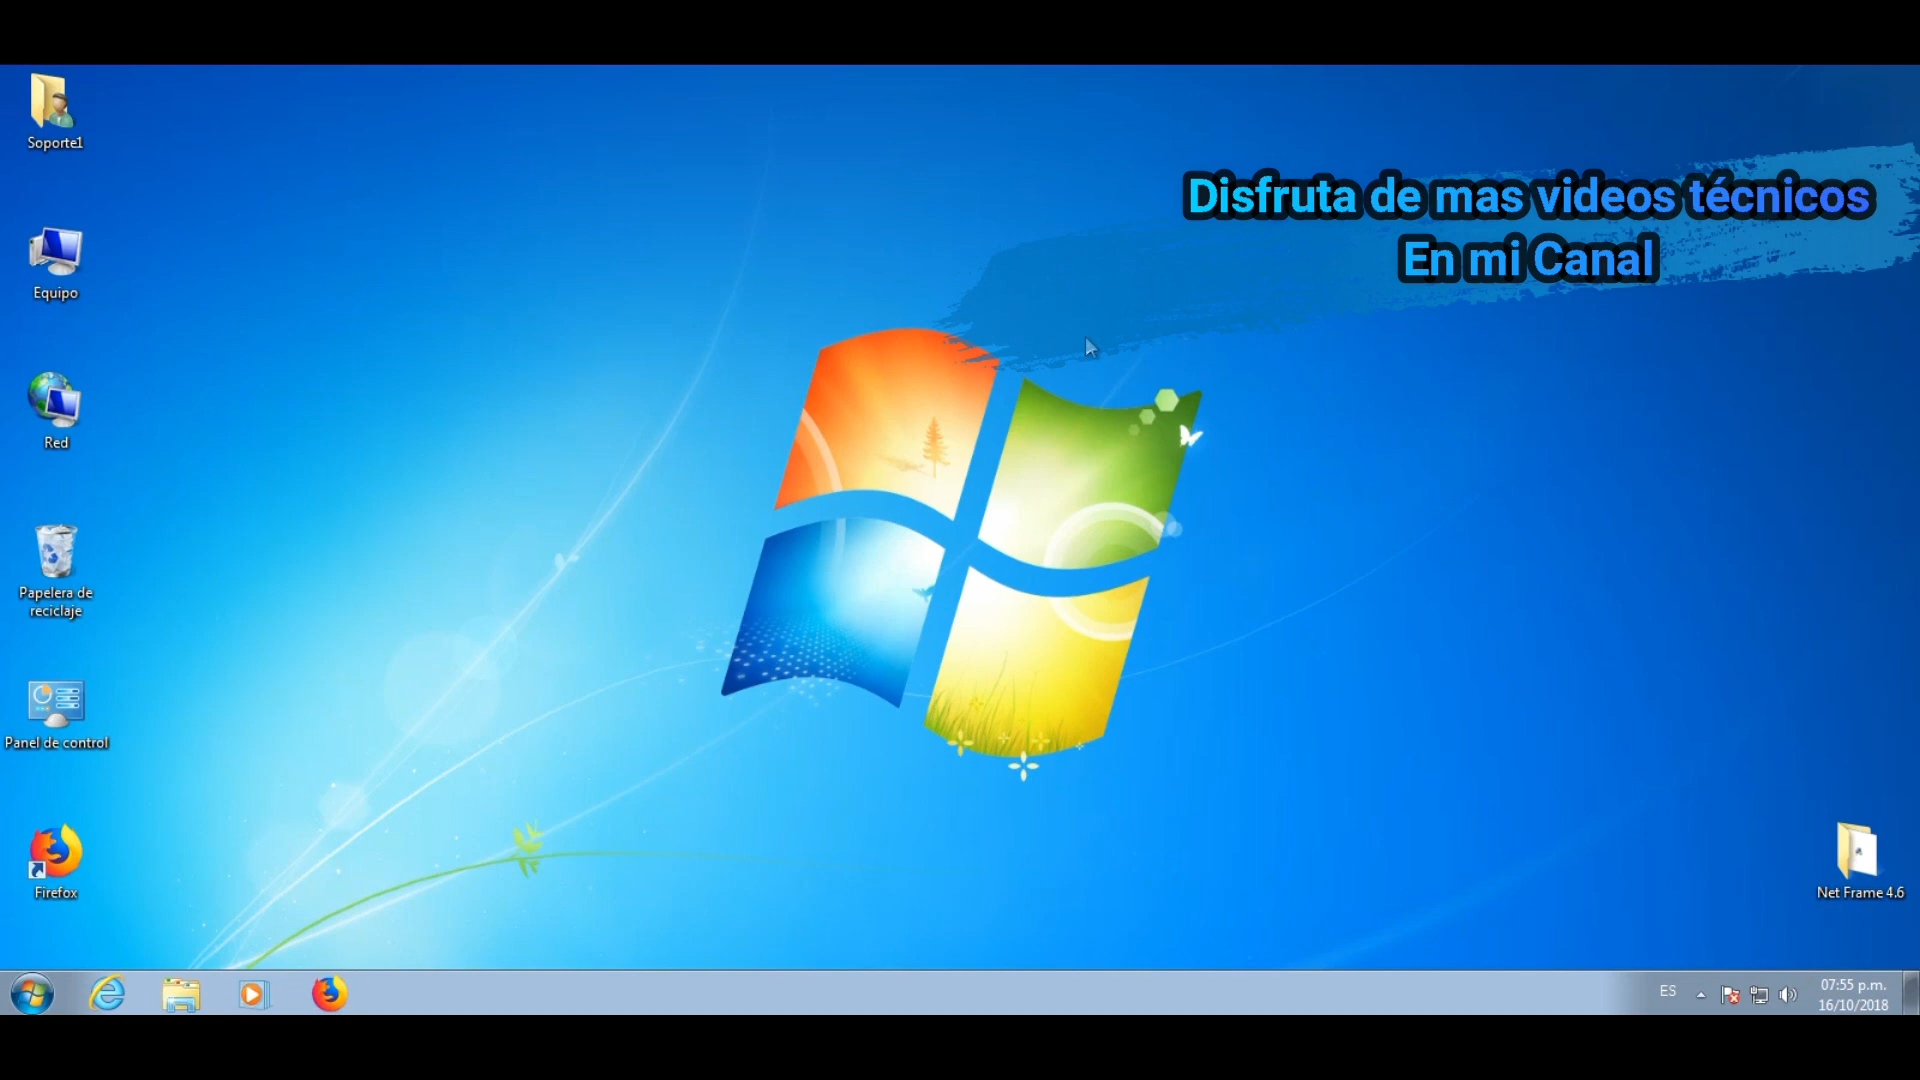 Soporte1
Disfruta de mas videos técnicos
En mi Canal
Equipo
Red
Papelera de
reciclaje
Panel de control
Firefox
Net Frame 4.6
ES
07:55 p.m.
16/10/2018